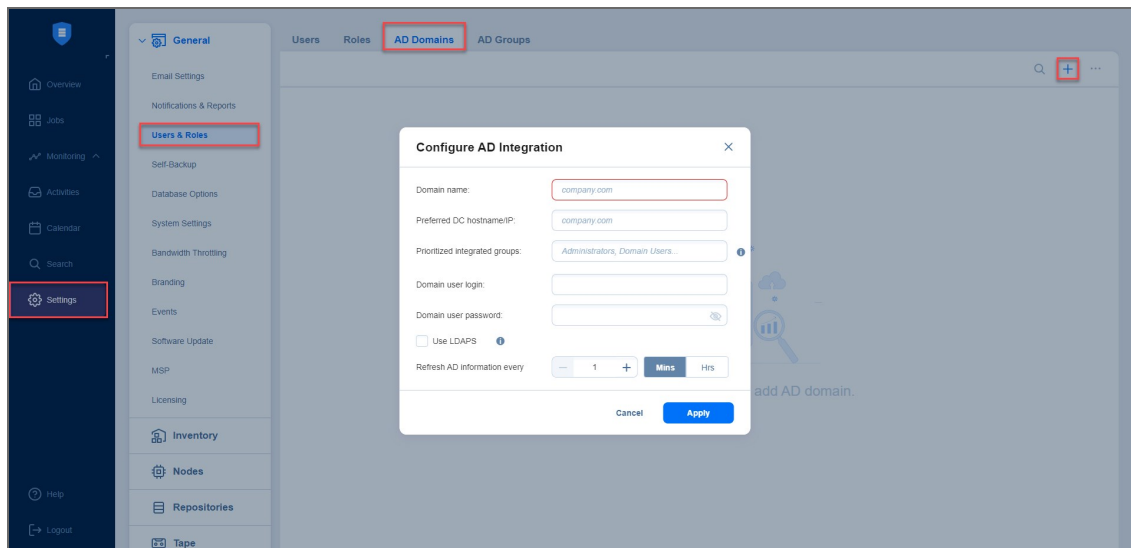 General
Users
Roles
AD Domains
AD Groups
Overview
Jobs
Monitoring
Activities
Calendar
Search
Settings
Help
Logout
Email Settings
Notifications & Reports
Users & Roles
Self-Backup
Database Options
System Settings
Bandwidth Throttling
Branding
Events
Software Update
MSP
Licensing
Inventory
Nodes
Repositories
Tape
Configure AD Integration
Domain name:
company.com
Preferred DC hostname/IP:
company.com
Prioritized integrated groups:
Administrators, Domain Users...
Domain user login:
Domain user password:
Use LDAPS
Refresh AD information every
1
Mins
Hrs
Cancel
Apply
add AD domain.